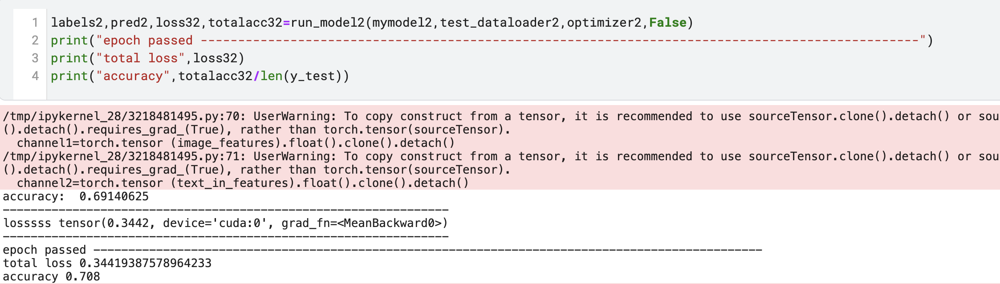 1 labels2,pred2,loss32,totalacc32=run_model2(mymodel2,test_dataloader2,optimizer2,False)
2 print("epoch passed ------------------------------------------------------------------------------------------------")
3 print("total loss",loss32)
4 print("accuracy",totalacc32/len(y_test))
/tmp/ipykernel_28/3218481495.py:70: UserWarning: To copy construct from a tensor, it is recommended to use sourceTensor.clone().detach() or sou
().detach().requires_grad_(True), rather than torch.tensor(sourceTensor).
  channel1=torch.tensor (image_features).float().clone().detach()
/tmp/ipykernel_28/3218481495.py:71: UserWarning: To copy construct from a tensor, it is recommended to use sourceTensor.clone().detach() or sou
().detach().requires_grad_(True), rather than torch.tensor(sourceTensor).
  channel2=torch.tensor (text_in_features).float().clone().detach()
accuracy:  0.69140625
----------------------------------------------------------------
losssss tensor(0.3442, device='cuda:0', grad_fn=<MeanBackward0>)
----------------------------------------------------------------
epoch passed ------------------------------------------------------------------------------------------------
total loss 0.34419387578964233
accuracy 0.708